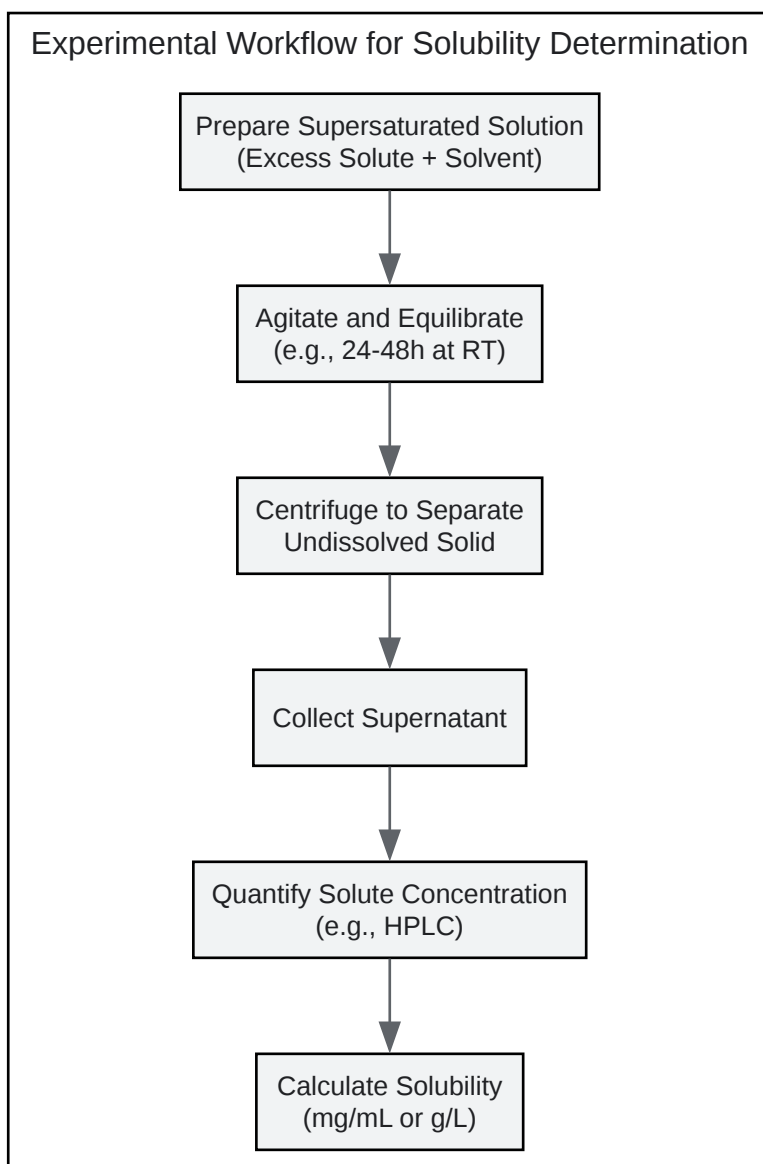 Experimental Workflow for Solubility Determination
Prepare Supersaturated Solution
(Excess Solute + Solvent)
Agitate and Equilibrate
(e.g., 24-48h at RT)
Centrifuge to Separate
Undissolved Solid
Collect Supernatant
Quantify Solute Concentration
(e.g., HPLC)
Calculate Solubility
(mg/mL or g/L)